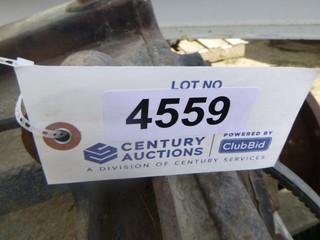 LOT NO
4559
CENTURY AUCTIONS
POWERED BY
ClubBid
A DIVISION OF CENTURY SERVICES